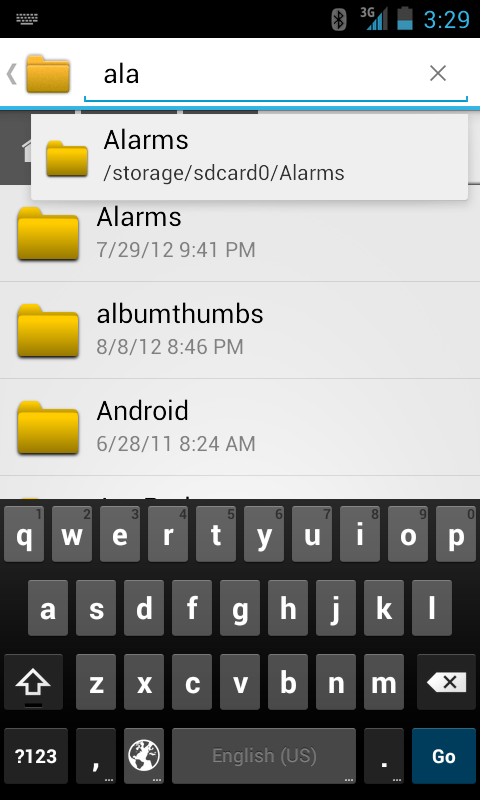 3G 3:29
ala
Alarms
/storage/sdcard0/Alarms
Alarms
7/29/12 9:41 PM
albumthumbs
8/8/12 8:46 PM
Android
6/28/11 8:24 AM
1 2 3 4 5 6 7 8 9 0
q w e r t y u i o p
a s d f g h j k l
z x c v b n m
?123 , ... English (US) ... . ... Go